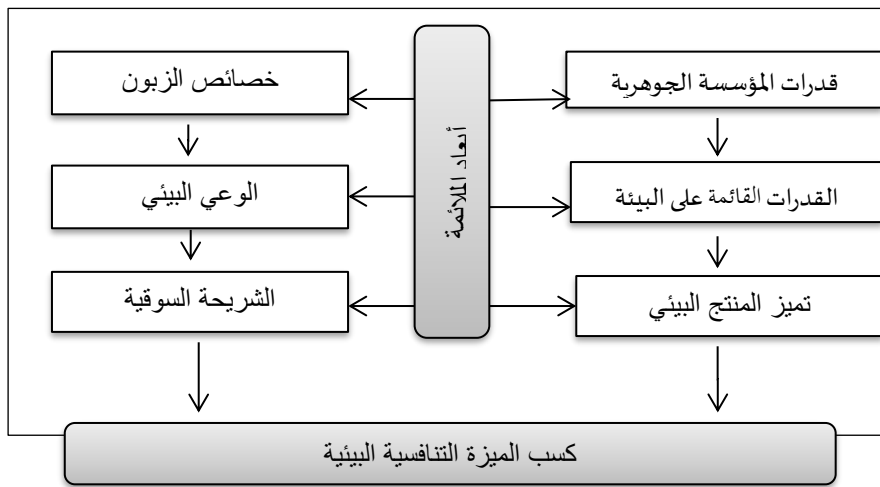 قدرات المؤسسة الجوهرية
خصائص الزبون
أبعاد الملائمة
القدرات القائمة على البيئة
الوعي البيئي
تميز المنتج البيئي
الشريحة السوقية
كسب الميزة التنافسية البيئية